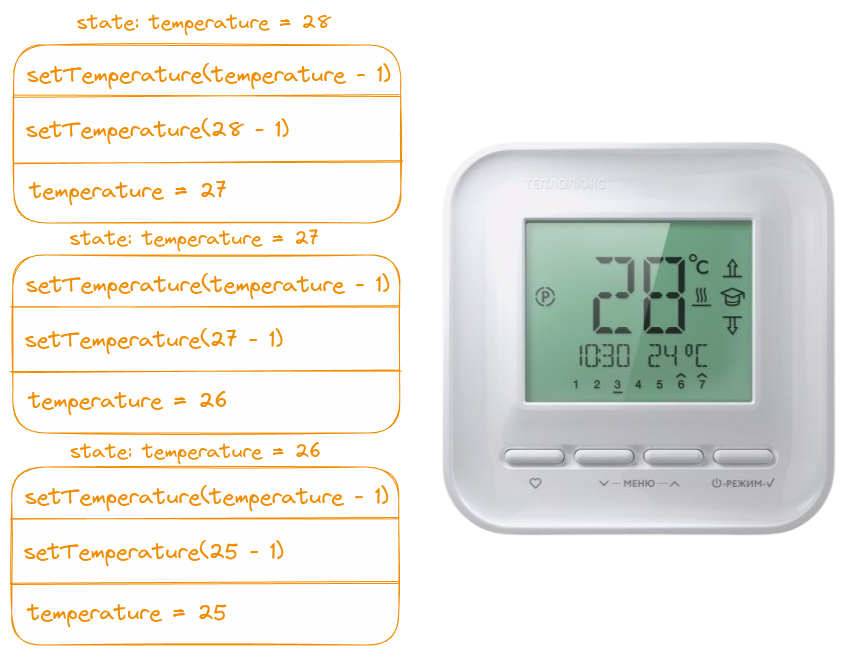 state: temperature = 28
setTemperature(temperature - 1)
setTemperature(28 - 1)
temperature = 27
state: temperature = 27
setTemperature(temperature - 1)
setTemperature(27 - 1)
temperature = 26
state: temperature = 26
setTemperature(temperature - 1)
setTemperature(25 - 1)
temperature = 25
ТЕПЛОЛЮКС
28 °C
P
10:30 24 °C
1 2 3 4 5 6 7
МЕНЮ
РЕЖИМ